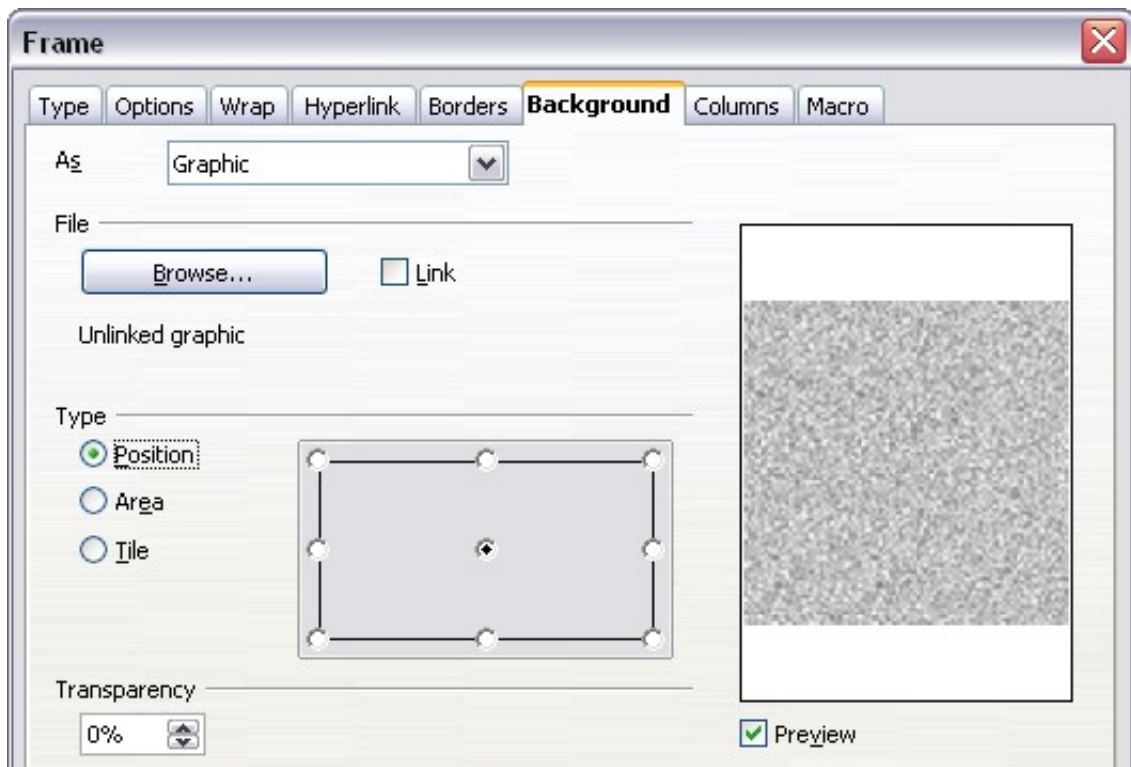 Frame
Type Options Wrap Hyperlink Borders Background Columns Macro
As Graphic
File
Browse... Link
Unlinked graphic
Type
Position
Area
Tile
Transparency
0%
Preview